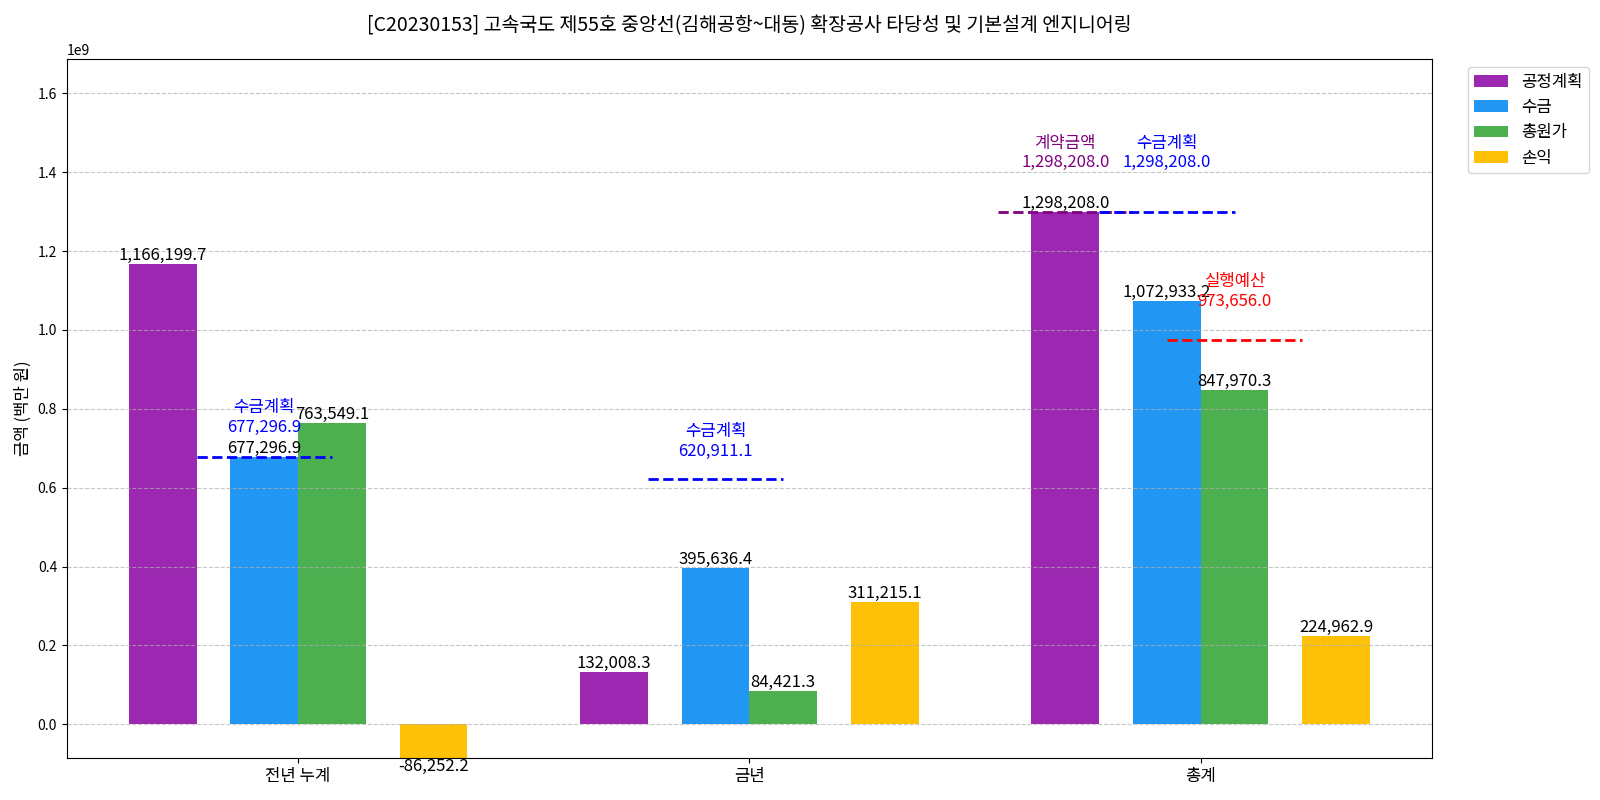 [C20230153] 고속국도 제55호 중앙선(김해공항~대동) 확장공사 타당성 및 기본설계 엔지니어링
1e9
공정계획
수금
총원가
손익
금액 (백만 원)
1.6
1.4
1.2
1.0
0.8
0.6
0.4
0.2
0.0
1,166,199.7
수금계획
677,296.9
677,296.9
763,549.1
-86,252.2
132,008.3
수금계획
620,911.1
395,636.4
84,421.3
311,215.1
계약금액
1,298,208.0
수금계획
1,298,208.0
1,298,208.0
1,072,933.2
실행예산
973,656.0
847,970.3
224,962.9
전년 누계
금년
총계